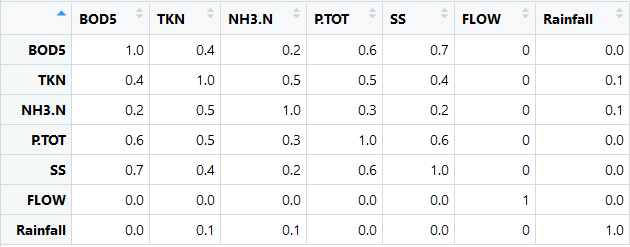 BOD5 TKN NH3.N P.TOT SS FLOW Rainfall
BOD5 1.0 0.4 0.2 0.6 0.7 0 0.0
TKN 0.4 1.0 0.5 0.5 0.4 0 0.1
NH3.N 0.2 0.5 1.0 0.3 0.2 0 0.1
P.TOT 0.6 0.5 0.3 1.0 0.6 0 0.0
SS 0.7 0.4 0.2 0.6 1.0 0 0.0
FLOW 0.0 0.0 0.0 0.0 0.0 1 0.0
Rainfall 0.0 0.1 0.1 0.0 0.0 0 1.0